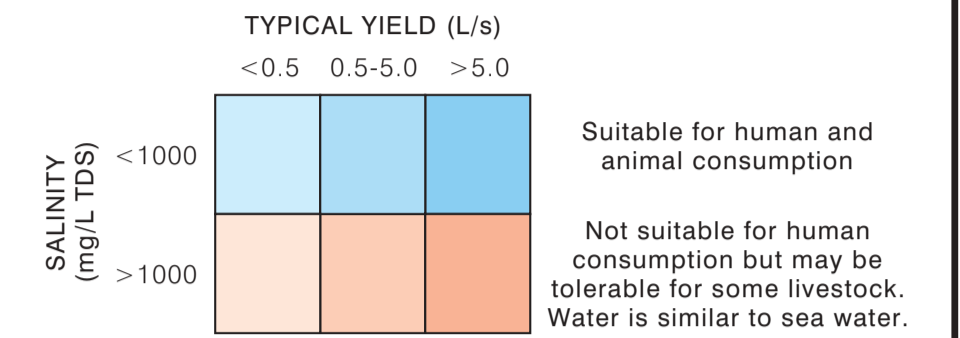 TYPICAL YIELD (L/s)
<0.5 0.5-5.0 >5.0
SALINITY
(mg/L TDS)
<1000
Suitable for human and
animal consumption
>1000
Not suitable for human
consumption but may be
tolerable for some livestock.
Water is similar to sea water.